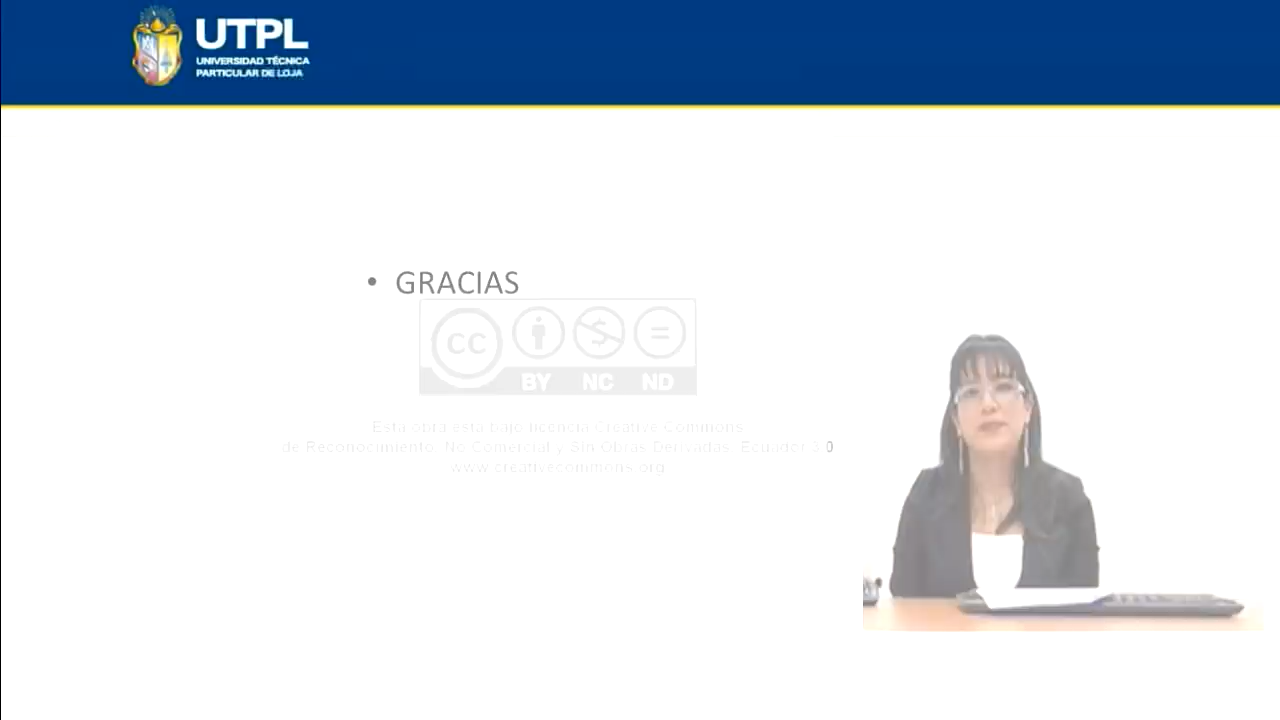 UTPL
UNIVERSIDAD TÉCNICA
PARTICULAR DE LOJA
• GRACIAS
CC
BY NC ND
Esta obra esta bajo licencia Creative Commons
de Reconocimiento, No Comercial y Sin Obras Derivadas, Ecuador 3.0
www.creativecommons.org